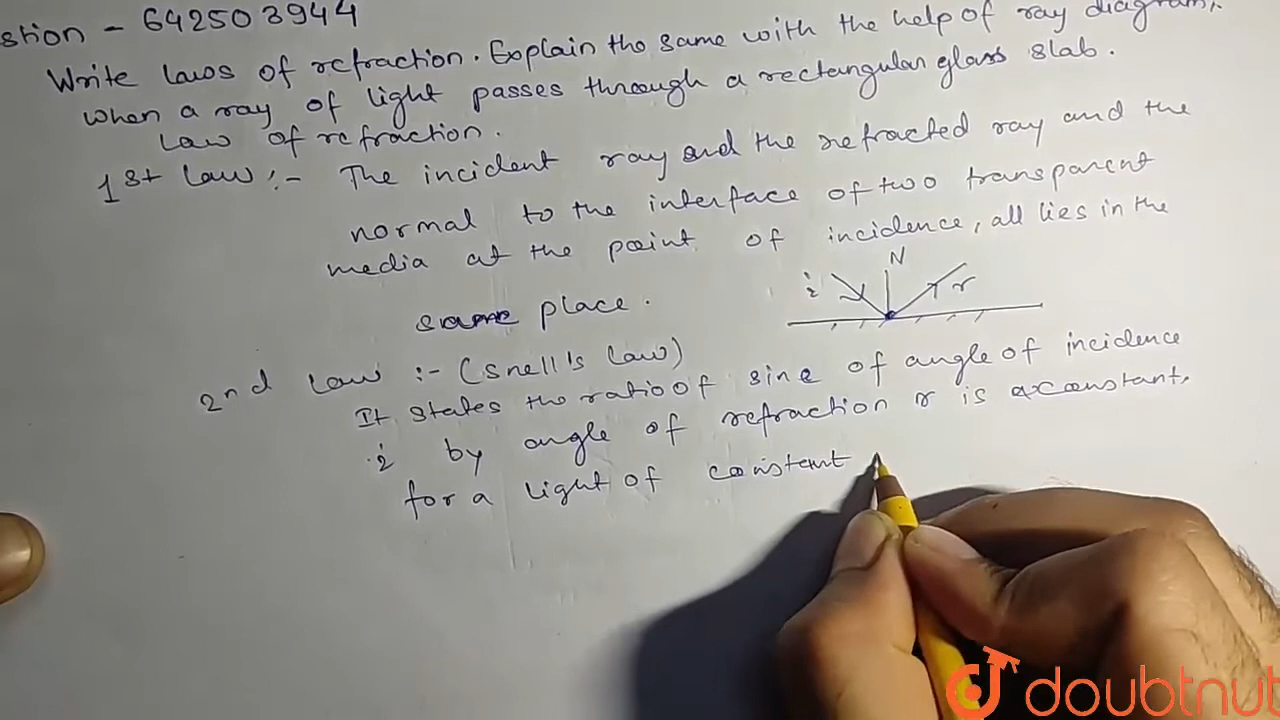 stion - 642503944
Write laws of refraction. Explain the same with the help of ray diagram,
when a ray of light passes through a rectangular glass slab.
Law of refraction.
1st law :- The incident ray and the refracted ray and the
normal to the interface of two transparent
media at the point of incidence, all lies in the
same place.
N
i
r
2nd law :- (Snell's law)
It states the ratio of sine of angle of incidence
i by angle of refraction r is a constant.
for a light of constant
doubtnut